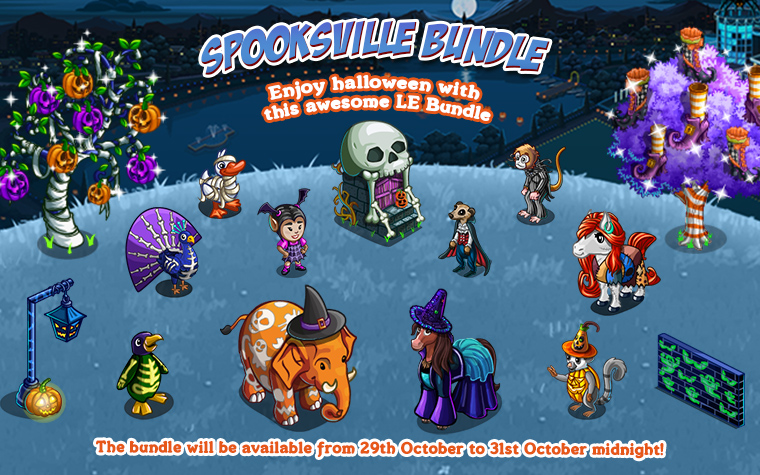 SPOOKSVILLE BUNDLE
Enjoy halloween with
this awesome LE Bundle
The bundle will be available from 29th October to 31st October midnight!